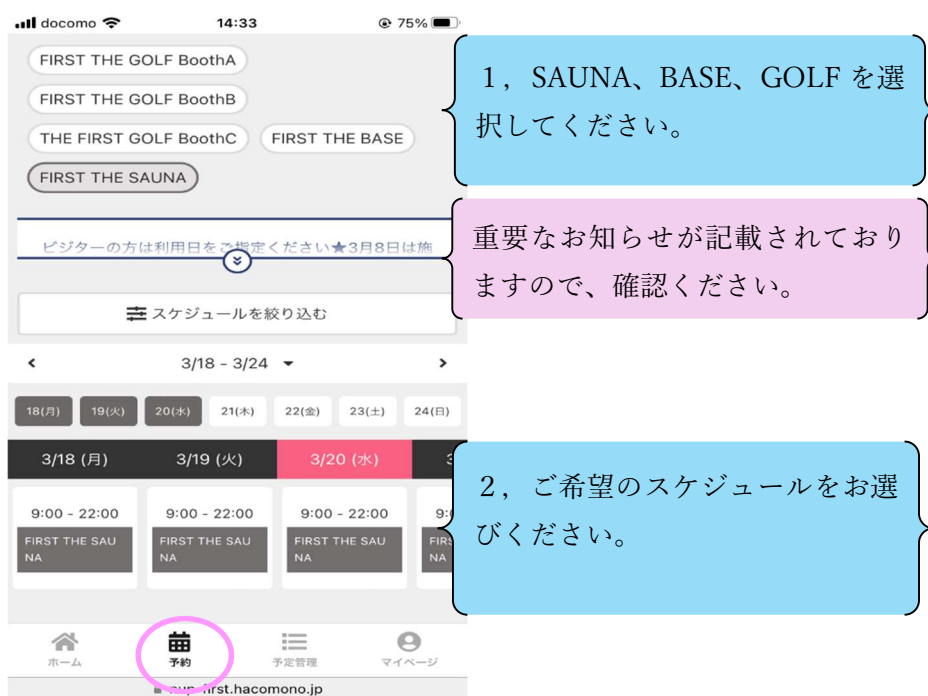 docomo 14:33 75%
FIRST THE GOLF BoothA
FIRST THE GOLF BoothB
THE FIRST GOLF BoothC FIRST THE BASE
FIRST THE SAUNA
1, SAUNA、BASE、GOLF を選
択してください。
ビジターの方は利用日をご指定ください★3月8日は施
重要なお知らせが記載されており
ますので、確認ください。
スケジュールを絞り込む
3/18 - 3/24
18(月) 19(火) 20(水) 21(木) 22(金) 23(土) 24(日)
3/18 (月) 3/19 (火) 3/20 (水)
9:00 - 22:00 9:00 - 22:00 9:00 - 22:00
FIRST THE SAU FIRST THE SAU FIRST THE SAU
NA NA NA NA
2, ご希望のスケジュールをお選
びください。
ホーム 予約 予定管理 マイページ
first.hacomono.jp